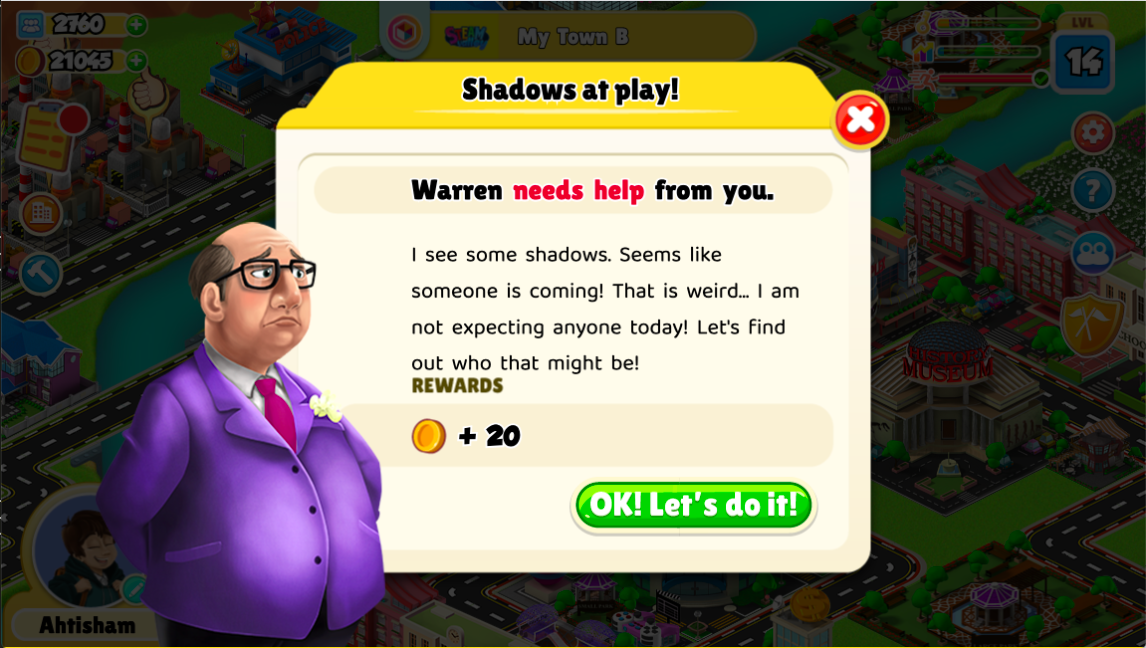 2760
21045
POLICE
My Town B
LVL
14
Shadows at play!
Warren needs help from you.
I see some shadows. Seems like
someone is coming! That is weird... I am
not expecting anyone today! Let's find
out who that might be!
REWARDS
+ 20
OK! Let's do it!
HISTORY
MUSEUM
Ahtisham